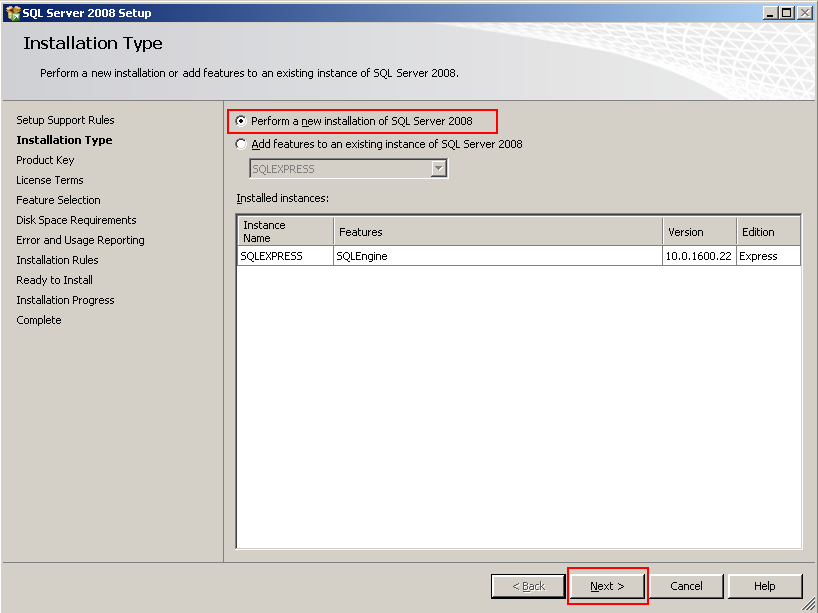 SQL Server 2008 Setup
Installation Type
Perform a new installation or add features to an existing instance of SQL Server 2008.
Setup Support Rules
Installation Type
Product Key
License Terms
Feature Selection
Disk Space Requirements
Error and Usage Reporting
Installation Rules
Ready to Install
Installation Progress
Complete
Perform a new installation of SQL Server 2008
Add features to an existing instance of SQL Server 2008
SQLEXPRESS
Installed instances:
Instance Name Features Version Edition
SQLEXPRESS SQLEngine 10.0.1600.22 Express
< Back Next > Cancel Help